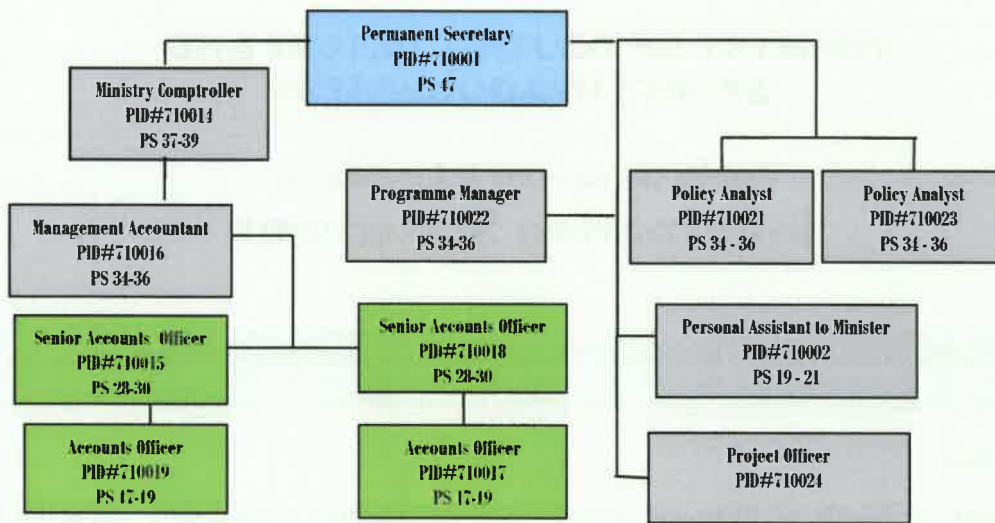 Permanent Secretary
PID#710001
PS 47
Ministry Comptroller
PID#710014
PS 37-39
Programme Manager
PID#710022
PS 34-36
Policy Analyst
PID#710021
PS 34 - 36
Policy Analyst
PID#710023
PS 34 - 36
Management Accountant
PID#710016
PS 34-36
Senior Accounts Officer
PID#710015
PS 28-30
Senior Accounts Officer
PID#710018
PS 28-30
Personal Assistant to Minister
PID#710002
PS 19 - 21
Accounts Officer
PID#710019
PS 17-19
Accounts Officer
PID#710017
PS 17-19
Project Officer
PID#710024